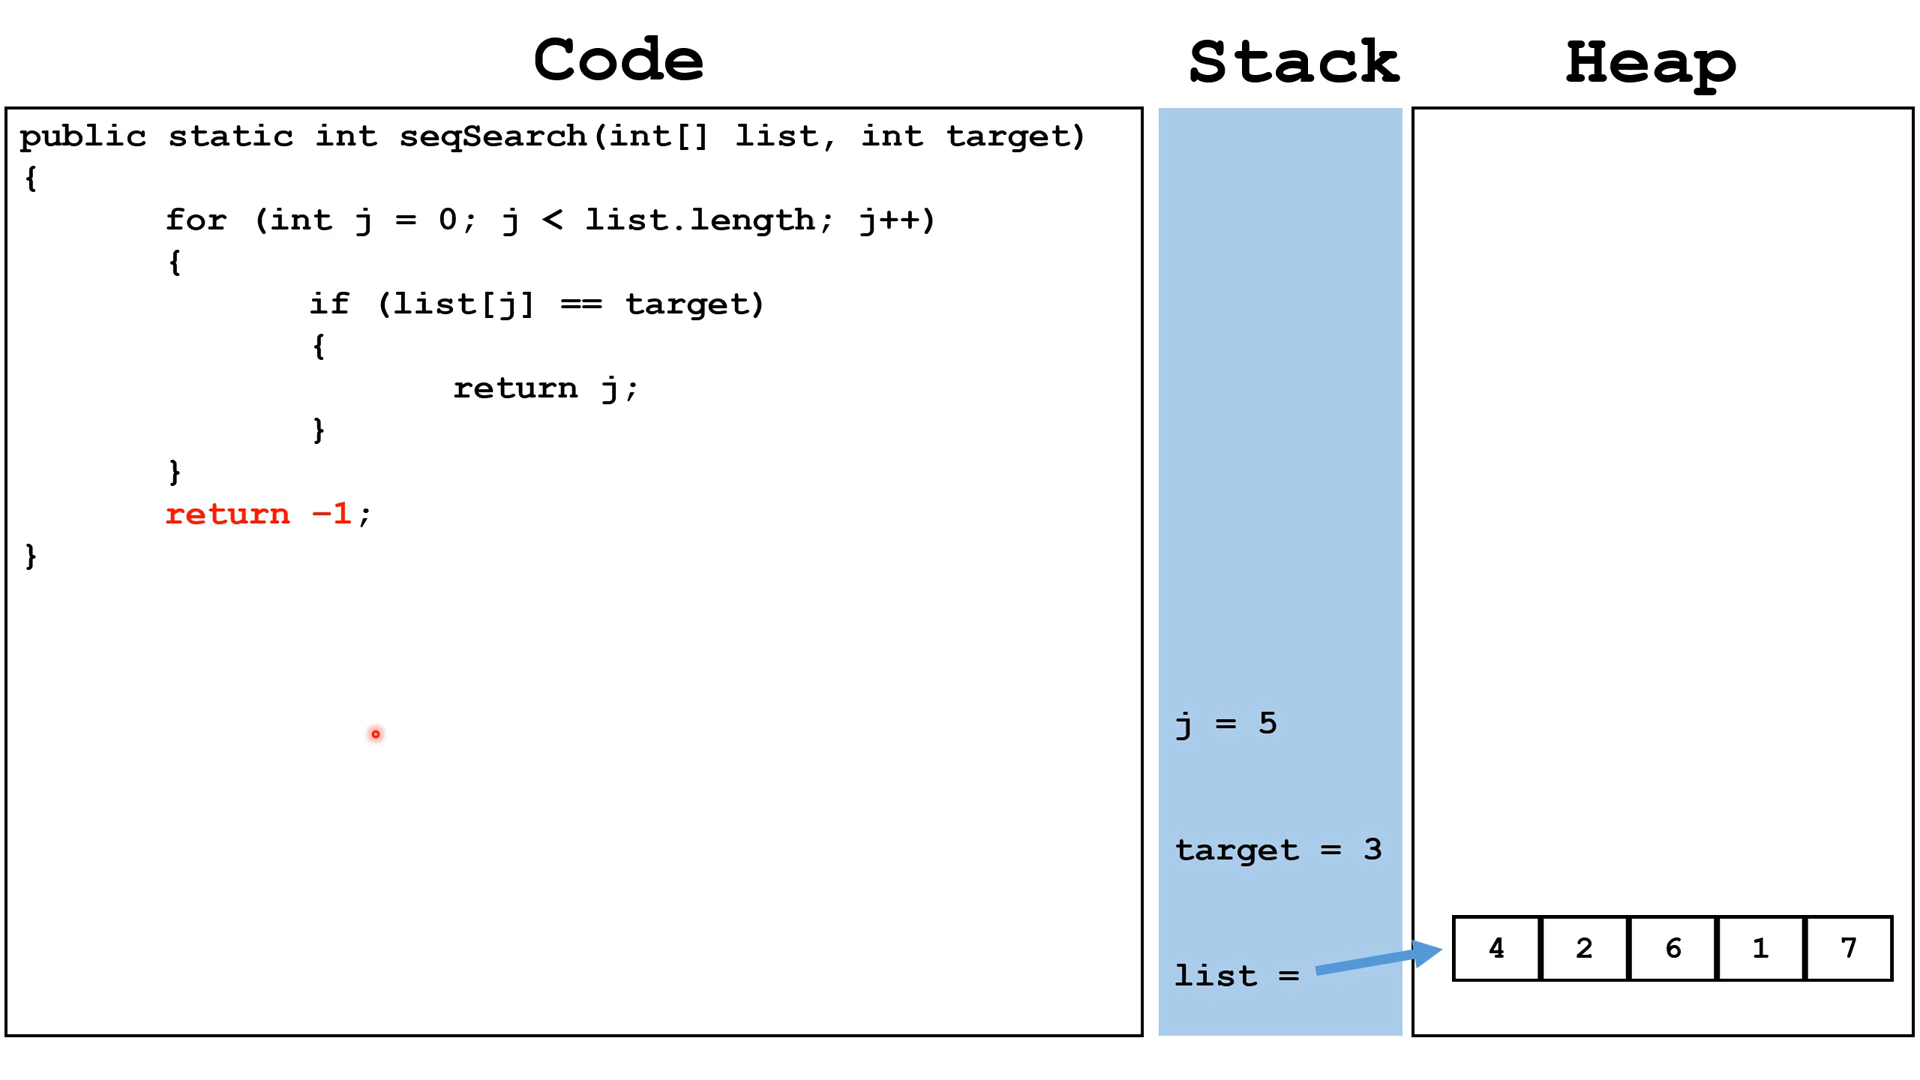 Code
Stack
Heap
public static int seqSearch(int[] list, int target)
{
for (int j = 0; j < list.length; j++)
{
if (list[j] == target)
{
return j;
}
}
return -1;
}
j = 5
target = 3
list =
4 2 6 1 7